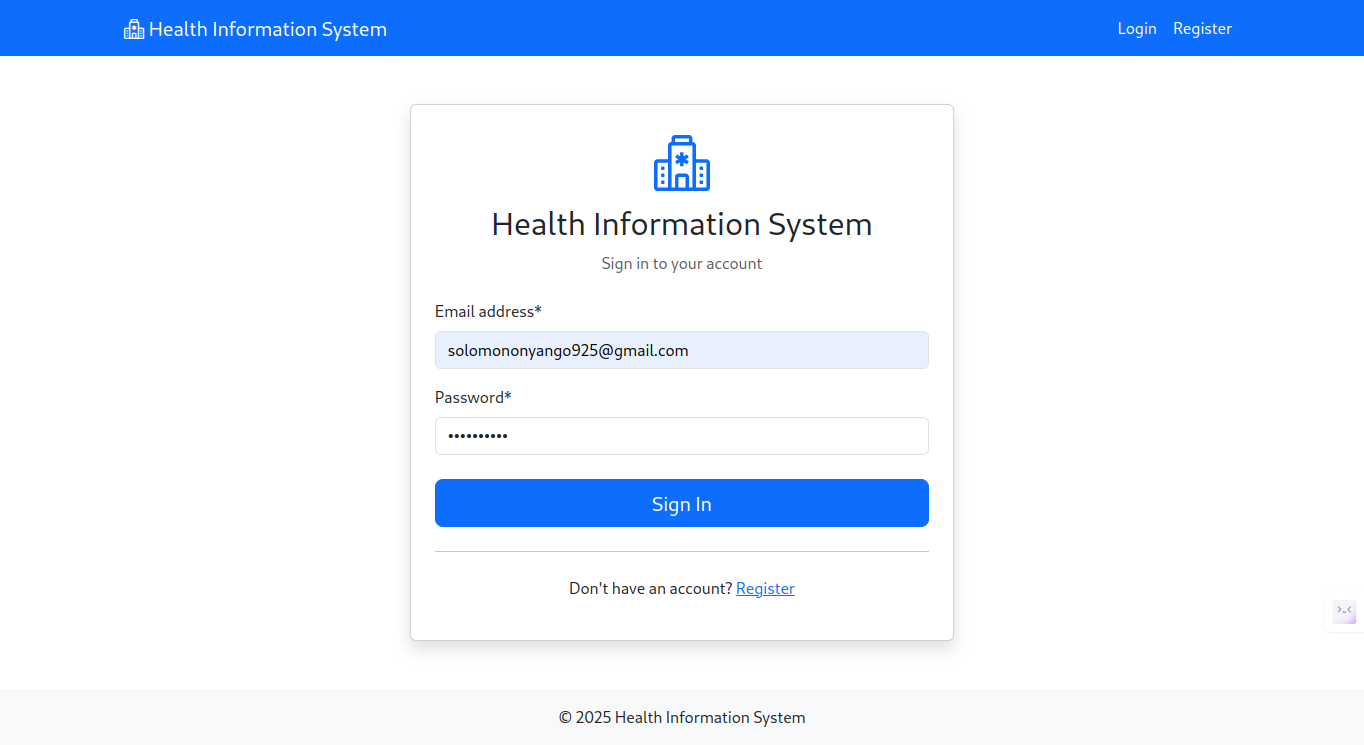 Health Information System
Login Register
Health Information System
Sign in to your account
Email address*
solomononyango925@gmail.com
Password*
••••••••••
Sign In
Don't have an account? Register
© 2025 Health Information System